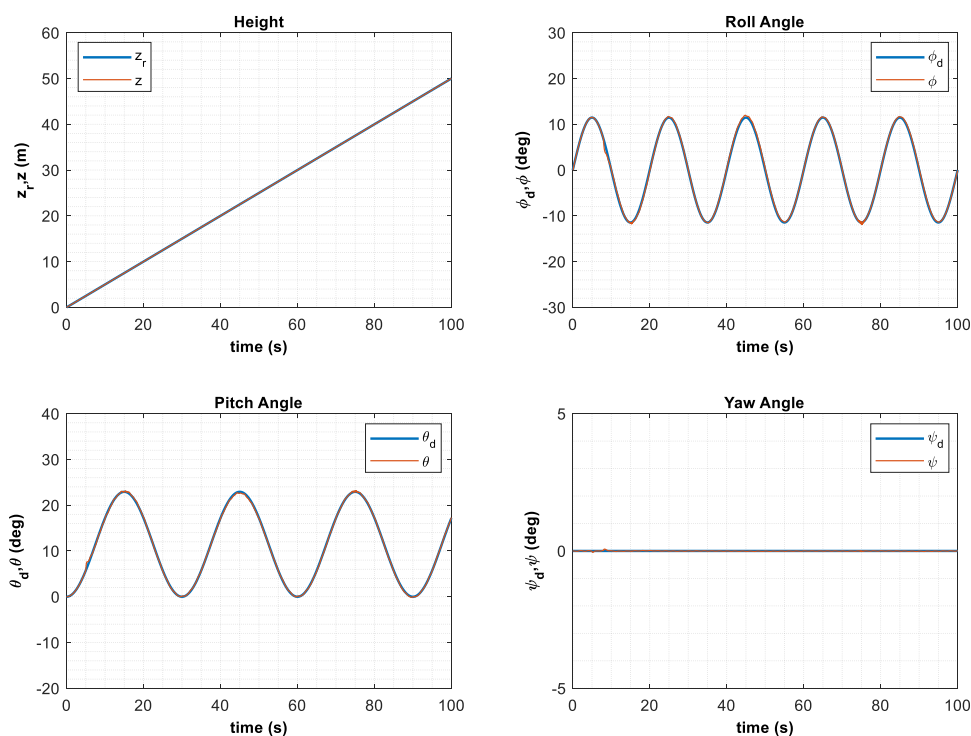 Height
60
50
40
30
20
10
0
z_r,z (m)
z_r
z
0 20 40 60 80 100
time (s)
Roll Angle
30
20
10
0
-10
-20
-30
ϕ_d,ϕ (deg)
ϕ_d
ϕ
0 20 40 60 80 100
time (s)
Pitch Angle
40
30
20
10
0
-10
-20
θ_d,θ (deg)
θ_d
θ
0 20 40 60 80 100
time (s)
Yaw Angle
5
0
-5
ψ_d,ψ (deg)
ψ_d
ψ
0 20 40 60 80 100
time (s)